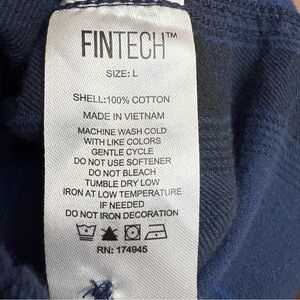 FINTECH™
SIZE: L
SHELL:100% COTTON
MADE IN VIETNAM
MACHINE WASH COLD
WITH LIKE COLORS
GENTLE CYCLE
DO NOT USE SOFTENER
DO NOT BLEACH
TUMBLE DRY LOW
IRON AT LOW TEMPERATURE
IF NEEDED
DO NOT IRON DECORATION
RN: 174945